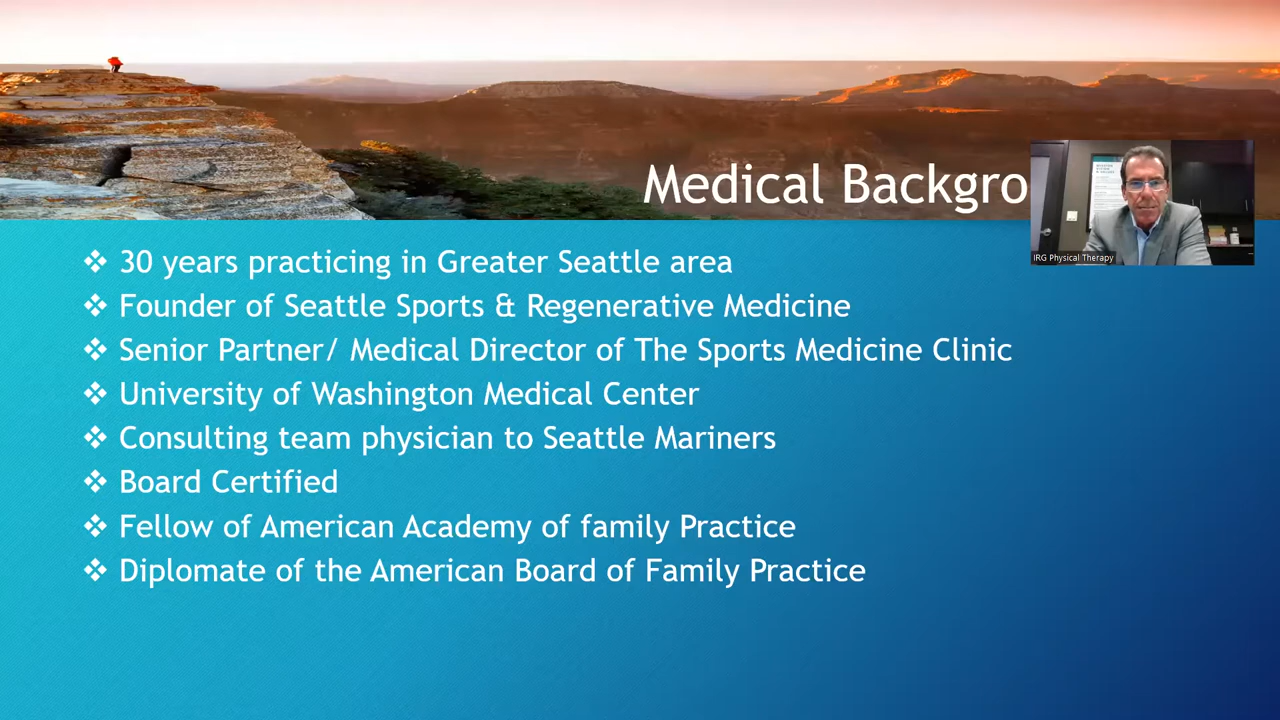 Medical Backgro
IRG Physical Therapy
❖ 30 years practicing in Greater Seattle area
❖ Founder of Seattle Sports & Regenerative Medicine
❖ Senior Partner/ Medical Director of The Sports Medicine Clinic
❖ University of Washington Medical Center
❖ Consulting team physician to Seattle Mariners
❖ Board Certified
❖ Fellow of American Academy of family Practice
❖ Diplomate of the American Board of Family Practice